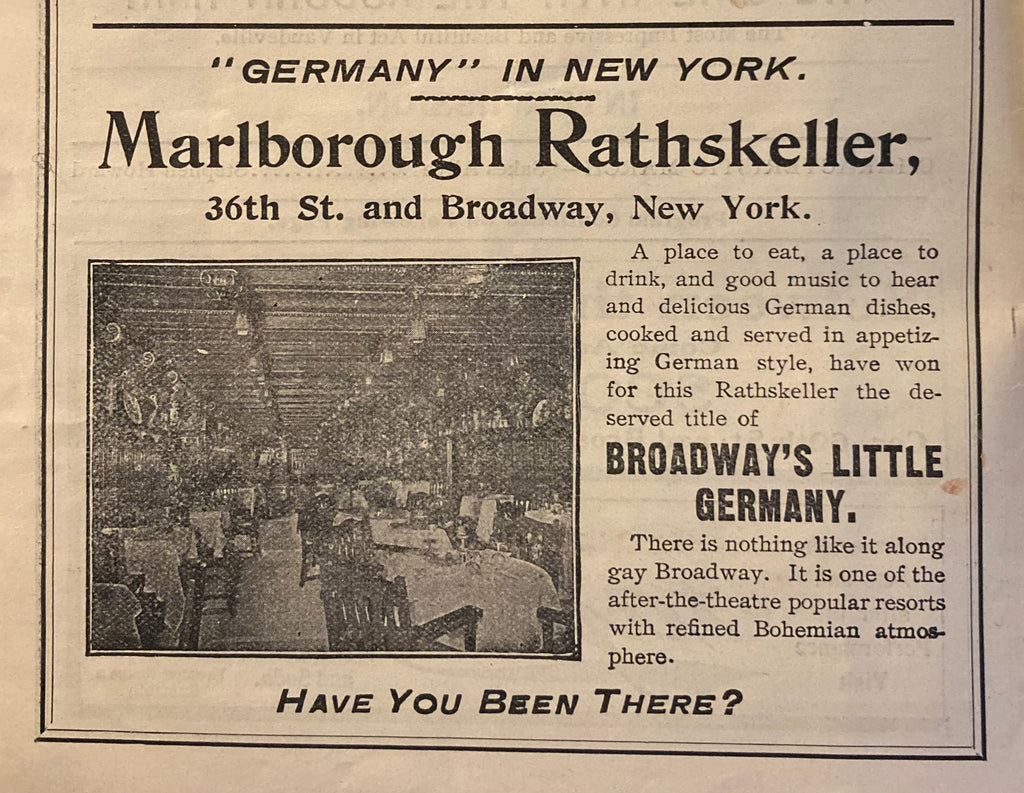 "GERMANY" IN NEW YORK.
Marlborough Rathskeller,
36th St. and Broadway, New York.
A place to eat, a place to
drink, and good music to hear
and delicious German dishes,
cooked and served in appetiz-
ing German style, have won
for this Rathskeller the de-
served title of
BROADWAY'S LITTLE
GERMANY.
There is nothing like it along
gay Broadway. It is one of the
after-the-theatre popular resorts
with refined Bohemian atmos-
phere.
HAVE YOU BEEN THERE?